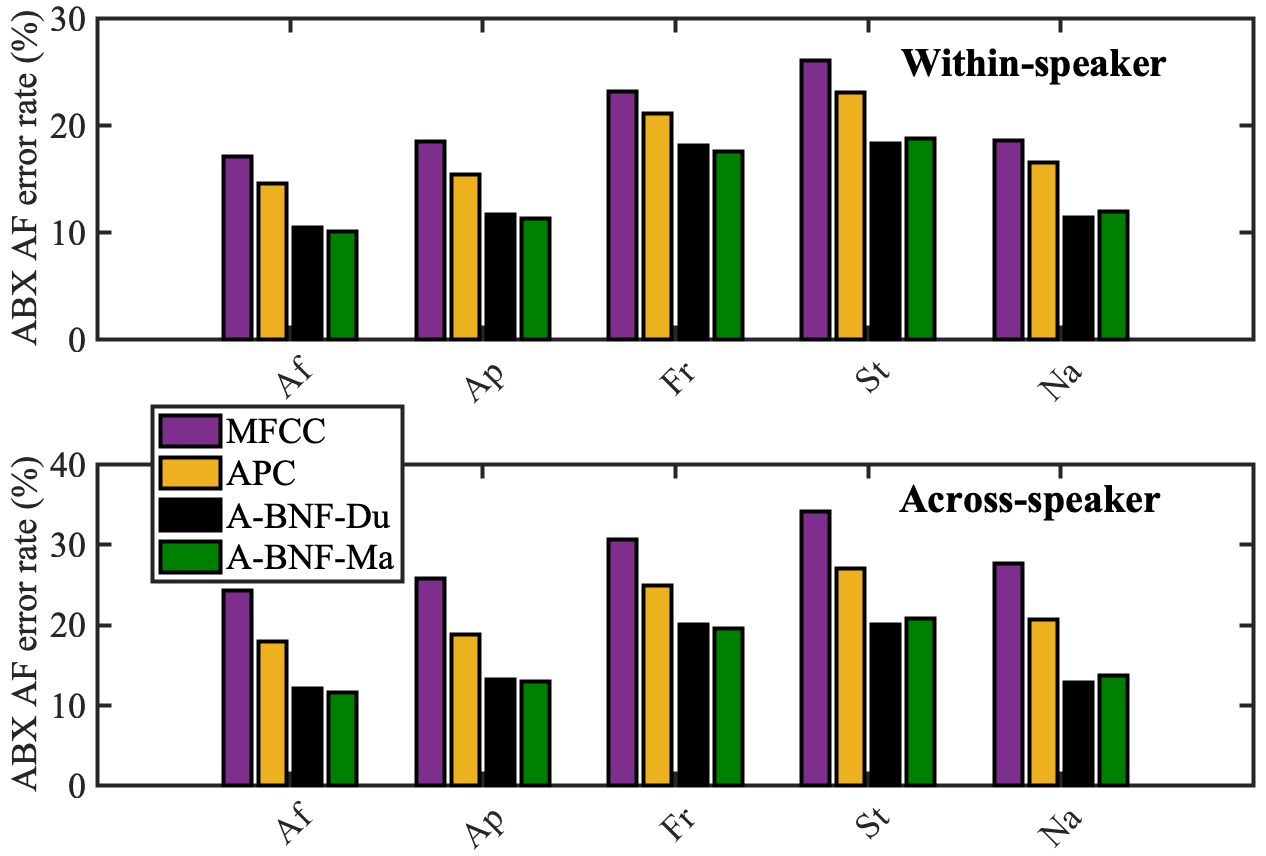 ABX AF error rate (%)
30
20
10
0
Within-speaker
Af
Ap
Fr
St
Na
MFCC
APC
A-BNF-Du
A-BNF-Ma
ABX AF error rate (%)
40
30
20
10
0
Across-speaker
Af
Ap
Fr
St
Na